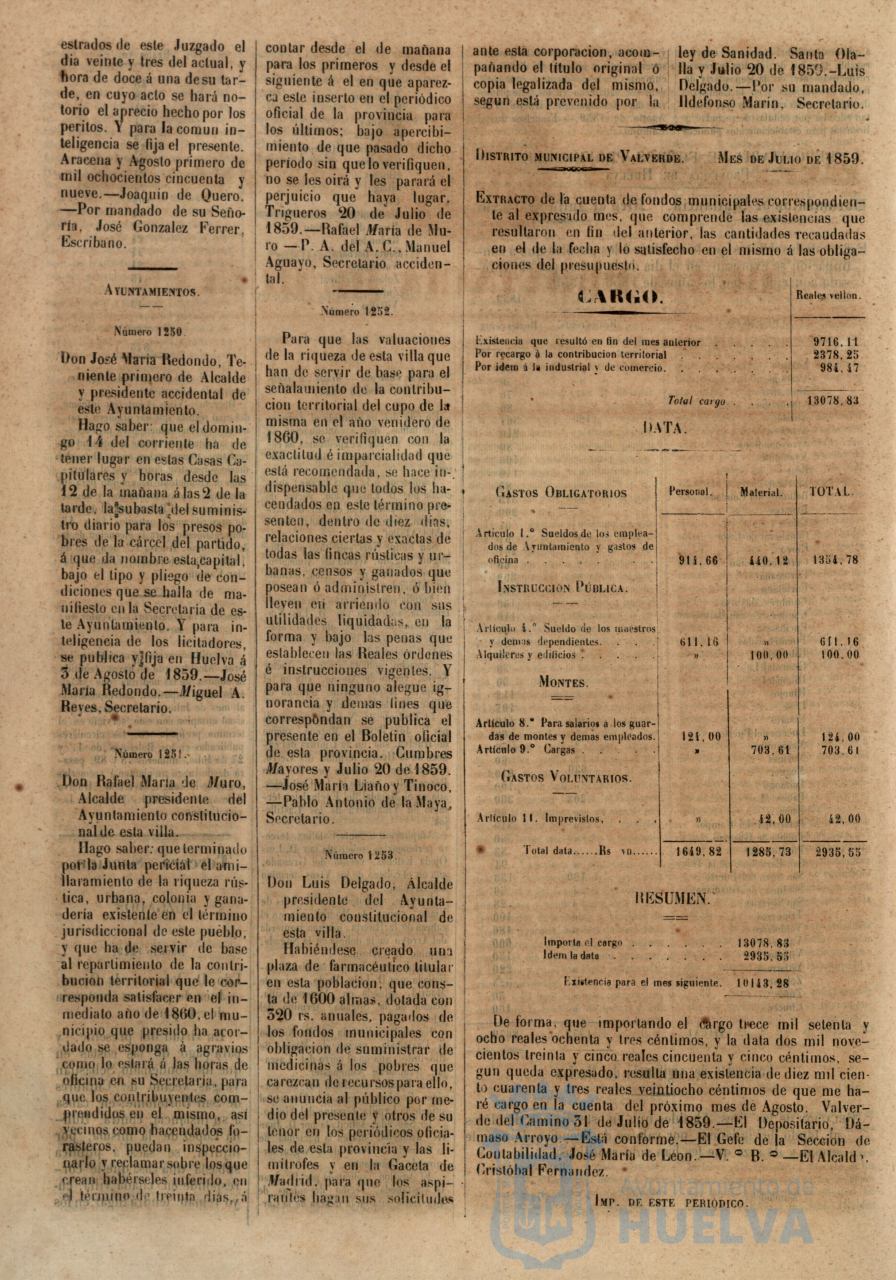 estrados de este Juzgado el
dia veinte y tres del actual, y
hora de doce á una de su tar-
de, en cuyo acto se hará no-
torio el aprecio hecho por los
peritos. Y para la comun in-
teligencia se fija el presente.
Aracena y Agosto primero de
mil ochocientos cincuenta y
nueve.—Joaquin de Quero.
—Por mandado de su Seño-
ría, José Gonzalez Ferrer,
Escribano.
AYUNTAMIENTOS.
Número 1250.
Don José María Redondo, Te-
niente primero de Alcalde
y presidente accidental de
este Ayuntamiento.
Hago saber: que el domin-
go 14 del corriente ha de
tener lugar en estas Casas Ca-
pitulares y horas desde las
12 de la mañana á las 2 de la
tarde, la subasta del suminis-
tro diario para los presos po-
bres de la cárcel del partido,
á que da nombre esta capital,
bajo el tipo y pliego de con-
diciones que se halla de ma-
nifiesto en la Secretaria de es-
te Ayuntamiento. Y para in-
teligencia de los licitadores,
se publica y fija en Huelva á
3 de Agosto de 1859.—José
María Redondo.—Miguel A.
Reyes, Secretario.
Número 1251.
Don Rafael María de Muro,
Alcalde presidente del
Ayuntamiento constitucio-
nal de esta villa.
Hago saber: que terminado
por la Junta pericial el ami-
llaramiento de la riqueza rús-
tica, urbana, colonia y gana-
dería existente en el término
jurisdiccional de este pueblo,
y que ha de servir de base
al repartimiento de la contri-
bucion territorial que le cor-
responda satisfacer en el in-
mediato año de 1860, el mu-
nicipio que presido ha acor-
dado se esponga á agravios
como lo estará á las horas de
oficina en su Secretaria, para
que los contribuyentes com-
prendidos en el mismo, así
vecinos como hacendados fo-
rasteros, puedan inspeccio-
narlo y reclamar sobre los que
crean habérseles inferido, en
el término de treinta dias, á
contar desde el de mañana
para los primeros y desde el
siguiente á el en que aparez-
ca este inserto en el periódico
oficial de la provincia para
los últimos; bajo apercibi-
miento de que pasado dicho
período sin que lo verifiquen,
no se les oirá y les parará el
perjuicio que haya lugar.
Trigueros 20 de Julio de
1859.—Rafael María de Mu-
ro —P. A. del A. C., Manuel
Aguayo, Secretario acciden-
tal.
Número 1252.
Para que las valuaciones
de la riqueza de esta villa que
han de servir de base para el
señalamiento de la contribu-
cion territorial del cupo de la
misma en el año venidero de
1860, se verifiquen con la
exactitud é imparcialidad que
está recomendada, se hace in-
dispensable que todos los ha-
cendados en este término pre-
senten, dentro de diez dias,
relaciones ciertas y exactas de
todas las fincas rústicas y ur-
banas, censos y ganados que
posean ó administren, ó bien
lleven en arriendo con sus
utilidades liquidadas, en la
forma y bajo las penas que
establecen las Reales órdenes
é instrucciones vigentes. Y
para que ninguno alegue ig-
norancia y demas fines que
correspondan se publica el
presente en el Boletin oficial
de esta provincia. Cumbres
Mayores y Julio 20 de 1859.
—José María Liaño y Tinoco,
—Pablo Antonio de la Maya,
Secretario.
Número 1253.
Don Luis Delgado, Alcalde
presidente del Ayunta-
miento constitucional de
esta villa.
Habiéndese creado una
plaza de farmacéutico titular
en esta poblacion, que cons-
ta de 1600 almas, dotada con
320 rs. anuales, pagados de
los fondos municipales con
obligacion de suministrar de
medicinas á los pobres que
carezcan de recursos para ello,
se anuncia al público por me-
dio del presente y otros de su
tenor en los periódicos oficia-
les de esta provincia y las li-
mitrofes y en la Gaceta de
Madrid, para que los aspi-
rantes hagan sus solicitudes
ante esta corporacion, acom-
pañando el título original ó
copia legalizada del mismo,
segun está prevenido por la
ley de Sanidad. Santa Ola-
lla y Julio 20 de 1859.—Luis
Delgado.—Por su mandado,
Ildefonso Marin, Secretario.
DISTRITO MUNICIPAL DE VALVERDE. MES DE JULIO DE 1859.
EXTRACTO de la cuenta de fondos municipales correspondien-
te al expresado mes, que comprende las existencias que
resultaron en fin del anterior, las cantidades recaudadas
en el de la fecha y lo satisfecho en el mismo á las obliga-
ciones del presupuesto.
CARGO. Reales vellon.
Existencia que resultó en fin del mes anterior . . . . . 9716.11
Por recargo á la contribucion territorial . . . . . . 2378.25
Por idem á la industrial y de comercio. . . . . . . 984.47
Total cargo . . . . . 13078.83
DATA.
GASTOS OBLIGATORIOS Personal. Material. TOTAL.
Articulo 1.º Sueldos de los emplea-
dos de Ayuntamiento y gastos de
oficina . . . . . . . 914.66 440.12 1354.78
INSTRUCCION PÚBLICA.
Artículo 4.º Sueldo de los maestros
y demas dependientes. . . . 611.16 » 611.16
Alquileres y edificios . . . . . » 100.00 100.00
MONTES.
Artículo 8.º Para salarios a los guar-
das de montes y demas empleados. 124.00 » 124.00
Artículo 9.º Cargas . . . . . » 703.61 703.61
GASTOS VOLUNTARIOS.
Artículo 11. Imprevistos. . . . » 42,00 42,00
Total data......Rs vn...... 1649.82 1285,73 2935,55
RESUMEN.
Importa el cargo . . . . . . 13078.83
Idem la data . . . . . . . 2935.55
Existencia para el mes siguiente. 10143,28
De forma, que importando el cargo trece mil setenta y
ocho reales ochenta y tres céntimos, y la data dos mil nove-
cientos treinta y cinco reales cincuenta y cinco céntimos, se-
gun queda expresado, resulta una existencia de diez mil cien-
to cuarenta y tres reales veintiocho céntimos de que me ha-
ré cargo en la cuenta del próximo mes de Agosto. Valver-
de del Camino 31 de Julio de 1859.—El Depositario, Dá-
maso Arroyo —Está conforme.—El Gefe de la Seccion de
Contabilidad, José María de Leon.—V.º B.º—El Alcalde,
Cristóbal Fernandez.
IMP. DE ESTE PERIÓDICO.
Ayuntamiento de
HUELVA